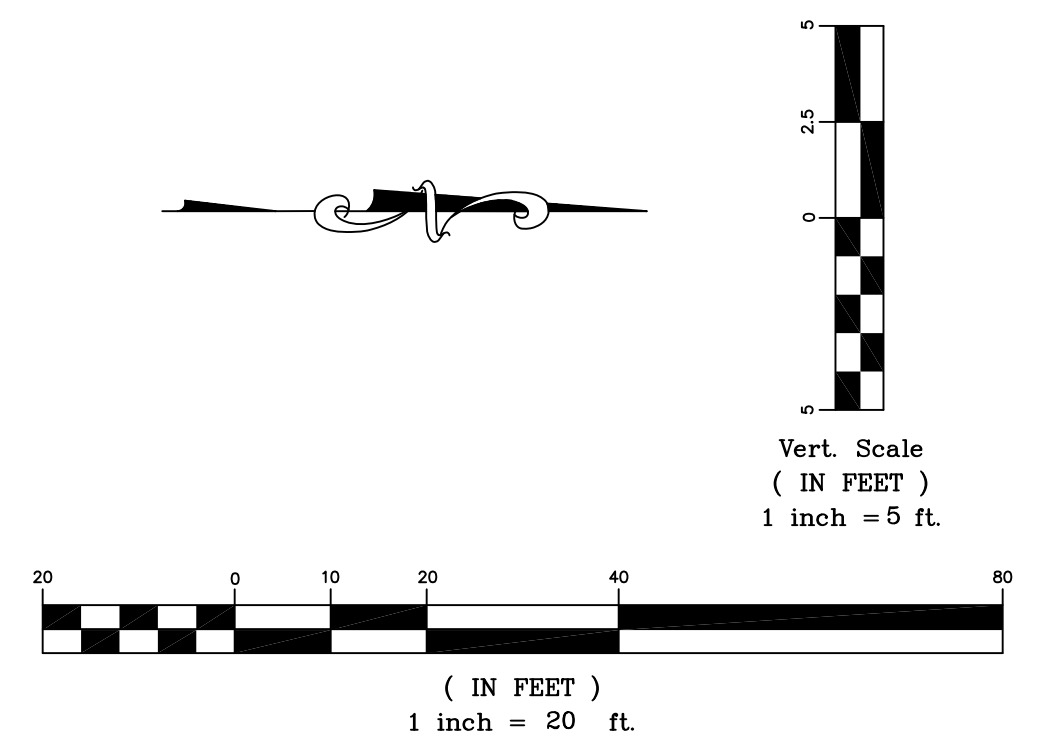 5
2.5
0
5
Vert. Scale
( IN FEET )
1 inch = 5 ft.
20 0 10 20 40 80
( IN FEET )
1 inch = 20 ft.